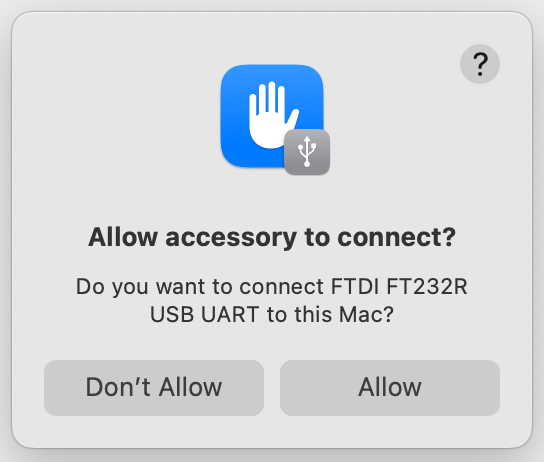 ?
Allow accessory to connect?
Do you want to connect FTDI FT232R
USB UART to this Mac?
Don’t Allow
Allow